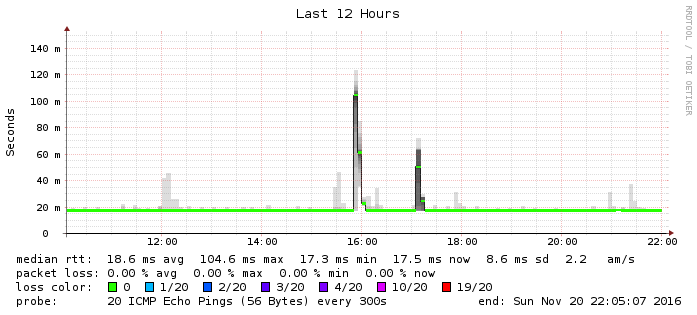 Last 12 Hours
RRDTOOL / TOBI OETIKER
Seconds
140 m
120 m
100 m
80 m
60 m
40 m
20 m
0
12:00 14:00 16:00 18:00 20:00 22:00
median rtt: 18.6 ms avg 104.6 ms max 17.3 ms min 17.5 ms now 8.6 ms sd 2.2 am/s
packet loss: 0.00 % avg 0.00 % max 0.00 % min 0.00 % now
loss color: 0 1/20 2/20 3/20 4/20 10/20 19/20
probe: 20 ICMP Echo Pings (56 Bytes) every 300s end: Sun Nov 20 22:05:07 2016